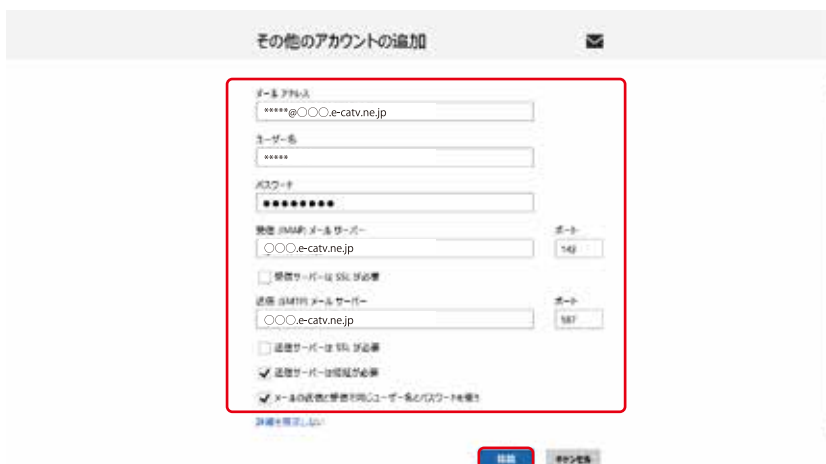 その他のアカウントの追加
メール アドレス
*****@○○○.e-catv.ne.jp
ユーザー名
*****
パスワード
●●●●●●●●
受信 (IMAP) メール サーバー
ポート
○○○.e-catv.ne.jp
143
受信サーバーは SSL が必要
送信 (SMTP) メール サーバー
ポート
○○○.e-catv.ne.jp
587
送信サーバーは SSL が必要
送信サーバーは認証が必要
メールの送信と受信で同じユーザー名とパスワードを使う
詳細を表示しない
接続
キャンセル